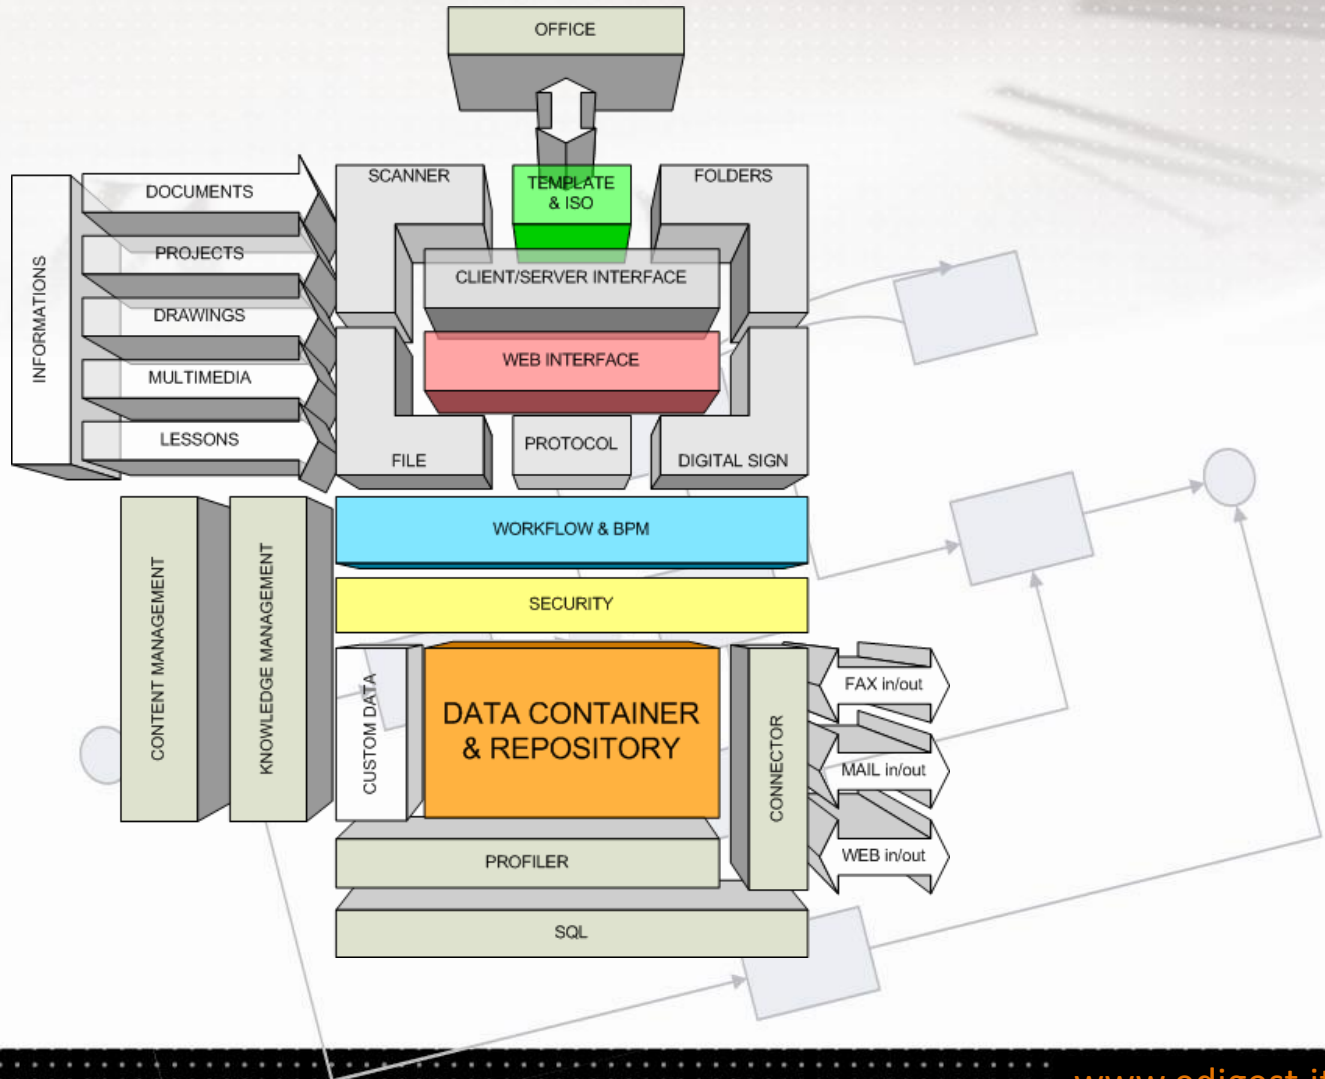 OFFICE
SCANNER
TEMPLATE
& ISO
FOLDERS
INFORMATIONS
DOCUMENTS
PROJECTS
DRAWINGS
MULTIMEDIA
LESSONS
CLIENT/SERVER INTERFACE
WEB INTERFACE
FILE
PROTOCOL
DIGITAL SIGN
WORKFLOW & BPM
SECURITY
CONTENT MANAGEMENT
KNOWLEDGE MANAGEMENT
CUSTOM DATA
DATA CONTAINER
& REPOSITORY
CONNECTOR
FAX in/out
MAIL in/out
WEB in/out
PROFILER
SQL